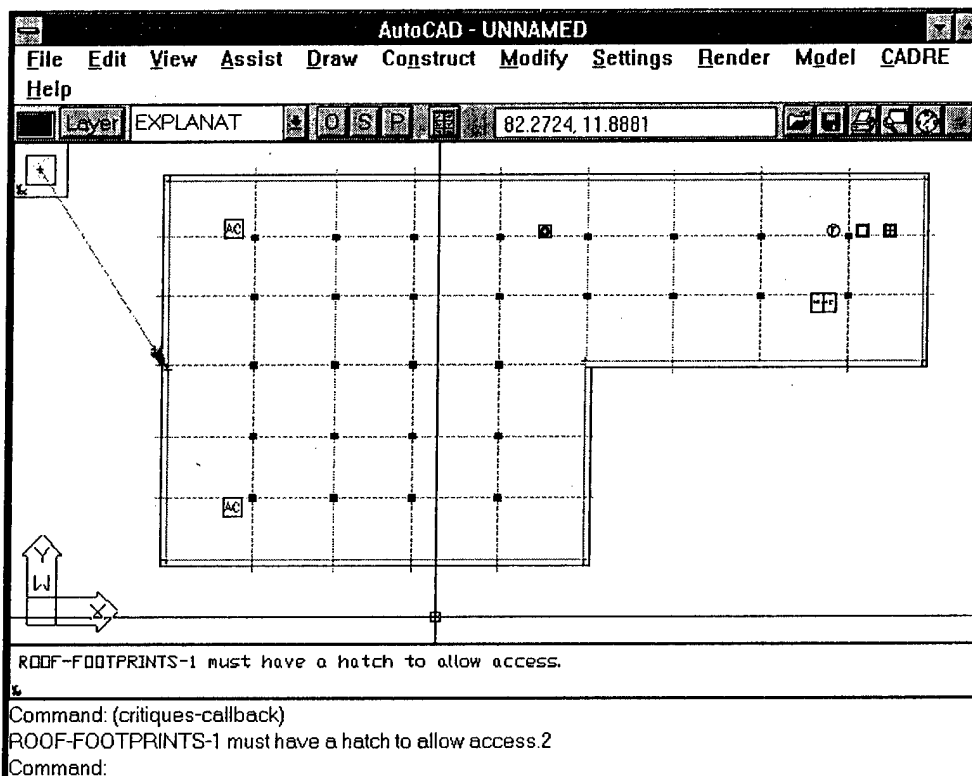 AutoCAD - UNNAMED
File Edit View Assist Draw Construct Modify Settings Render Model CADRE
Help
Layer EXPLANAT O S P 82.2724, 11.8881
AC
AC
Y
W
X
ROOF-FOOTPRINTS-1 must have a hatch to allow access.
Command: (critiques-callback)
ROOF-FOOTPRINTS-1 must have a hatch to allow access.2
Command: